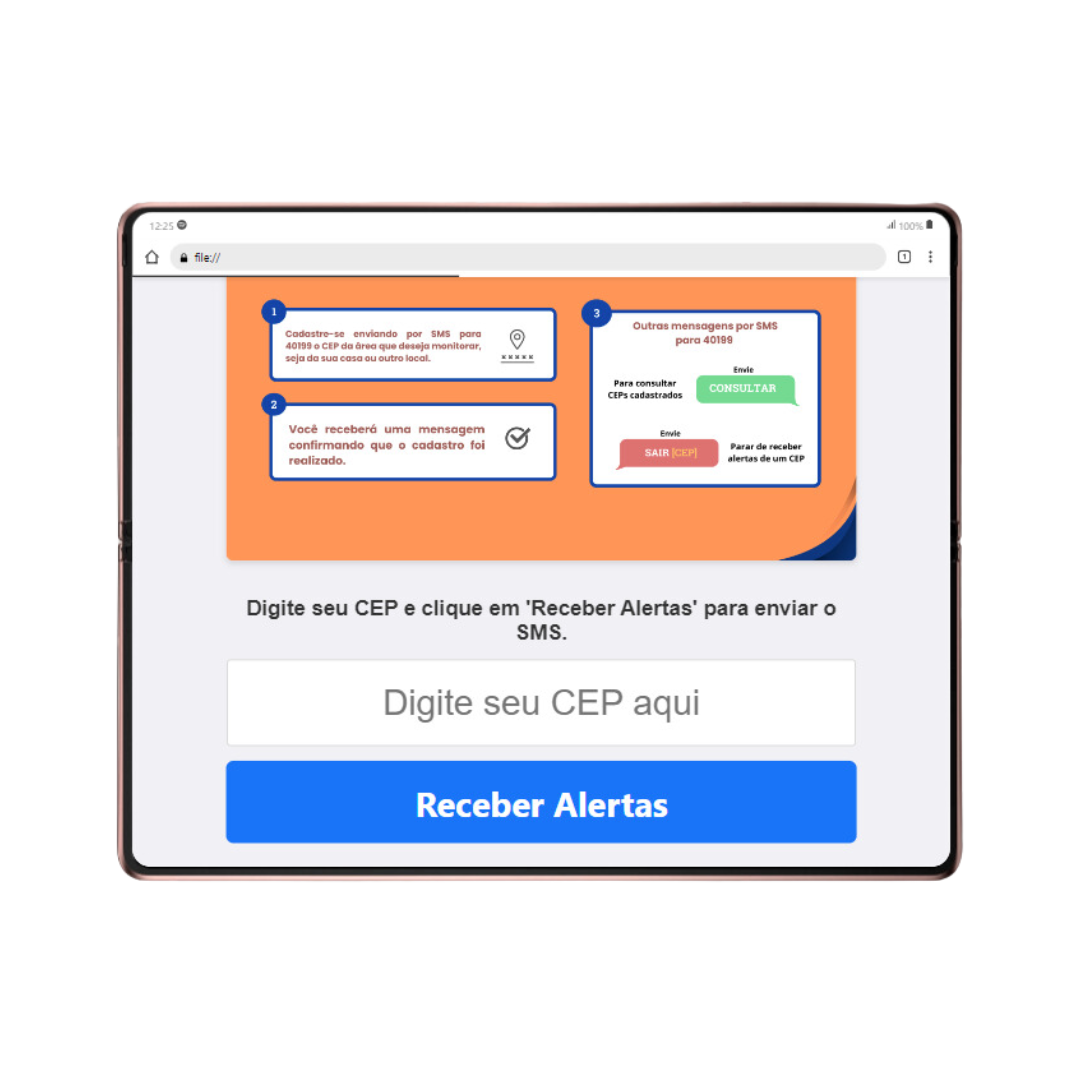 12:25
100%
file://
1
1
Cadastre-se enviando por SMS para
40199 o CEP da área que deseja monitorar,
seja da sua casa ou outro local.
xxxxx
2
Você receberá uma mensagem
confirmando que o cadastro foi
realizado.
3
Outras mensagens por SMS
para 40199
Para consultar
CEPs cadastrados
Envie
CONSULTAR
Envie
SAIR [CEP]
Parar de receber
alertas de um CEP
Digite seu CEP e clique em 'Receber Alertas' para enviar o
SMS.
Digite seu CEP aqui
Receber Alertas